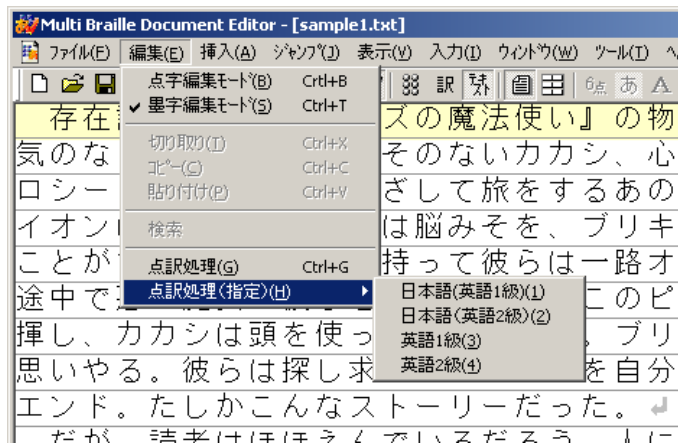 Multi Braille Document Editor - [sample1.txt]
ファイル(F) 編集(E) 挿入(A) ジャンプ(J) 表示(V) 入力(I) ウィンドウ(W) ツール(T)
訳 6点 あ A
点字編集モード(B) Crtl+B
墨字編集モード(S) Ctrl+T
切り取り(T) Ctrl+X
コピー(C) Ctrl+C
貼り付け(P) Ctrl+V
検索
点訳処理(G) Ctrl+G
点訳処理(指定)(H)
日本語(英語1級)(1)
日本語(英語2級)(2)
英語1級(3)
英語2級(4)
存在 ズの魔法使い』の物
気のな そのないカカシ、心
ロシー ざして旅をするあの
イオン は脳みそを、ブリキ
ことが 持って彼らは一路オ
途中で このピ
揮し、カカシは頭を使っ ブリ
思いやる。彼らは探し求 を自分
エンド。たしかこんなストーリーだった。
だが、読者はほほえんでいるだろう。人に